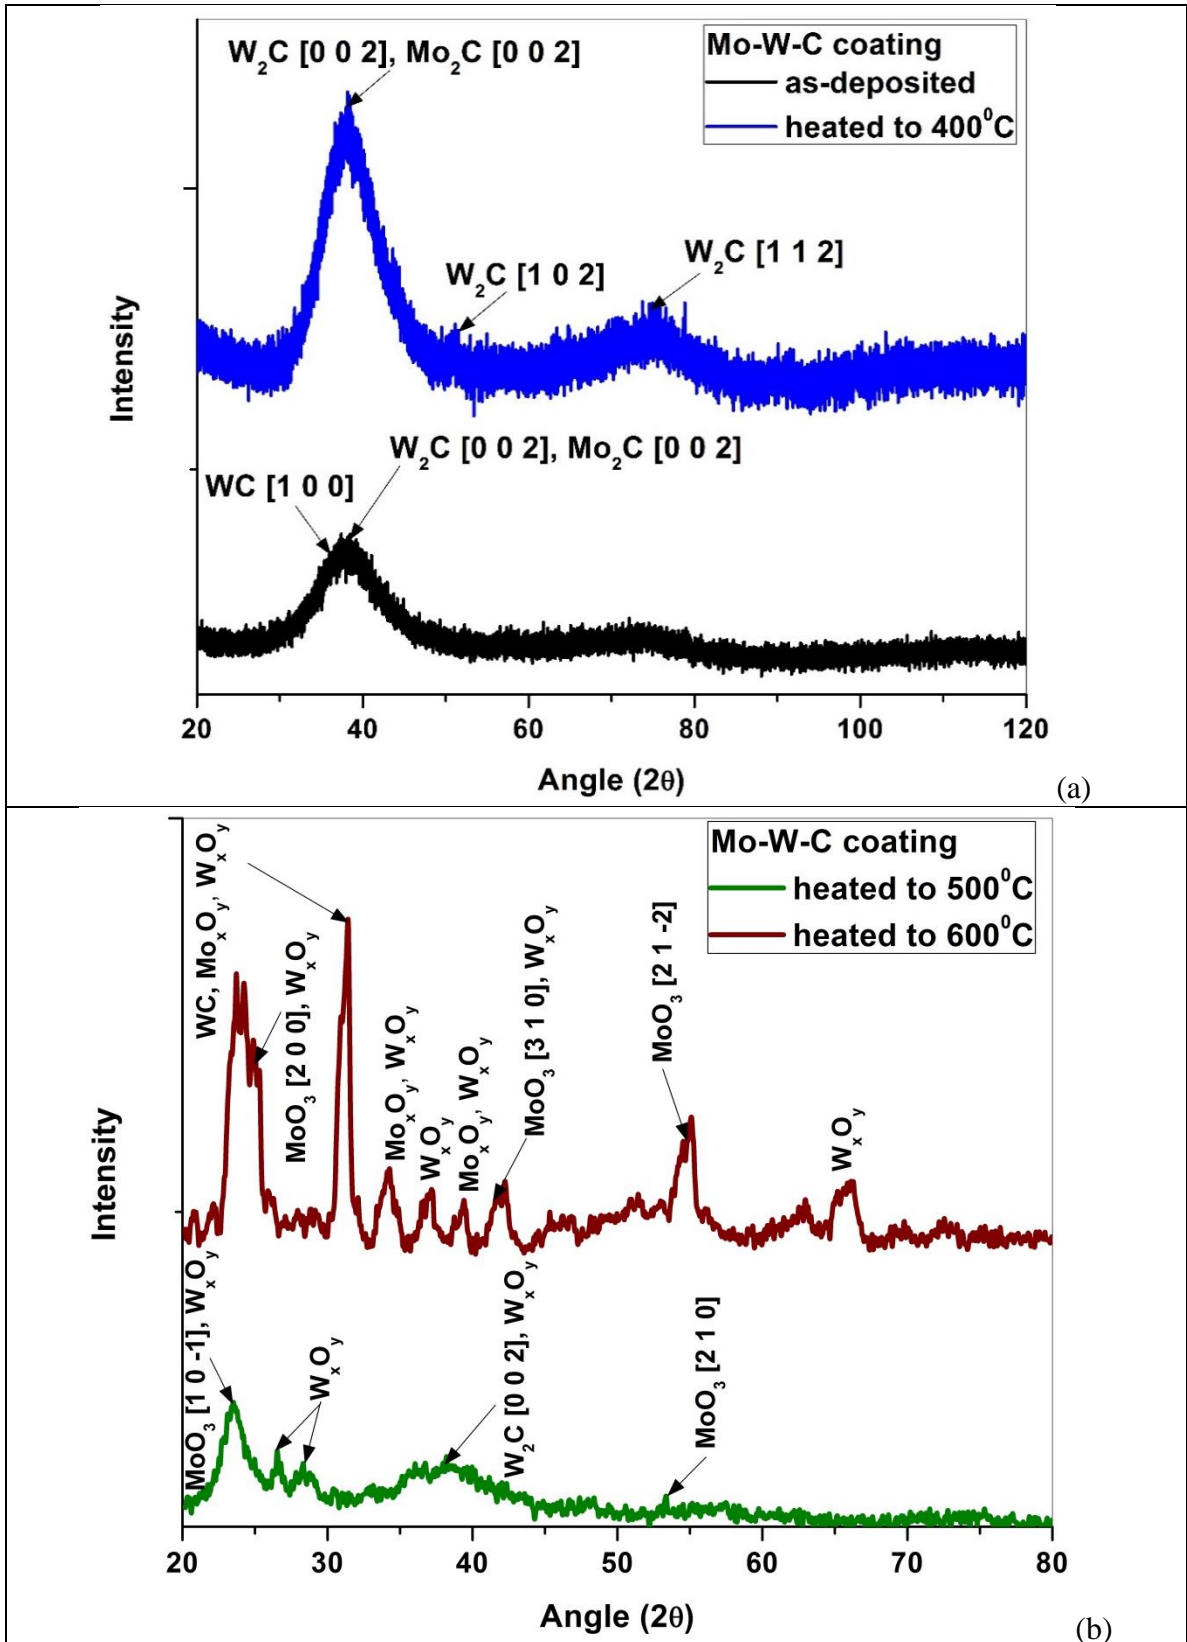 W₂C [0 0 2], Mo₂C [0 0 2]
Mo-W-C coating
as-deposited
heated to 400⁰C
W₂C [1 0 2]
W₂C [1 1 2]
W₂C [0 0 2], Mo₂C [0 0 2]
WC [1 0 0]
Intensity
20 40 60 80 100 120
Angle (2θ)
(a)
Mo-W-C coating
heated to 500⁰C
heated to 600⁰C
WC, MoₓOᵧ, WₓOᵧ
MoO₃ [2 0 0], WₓOᵧ
MoₓOᵧ, WₓOᵧ
WₓOᵧ
MoₓOᵧ, WₓOᵧ
MoO₃ [3 1 0], WₓOᵧ
MoO₃ [2 1 -2]
WₓOᵧ
MoO₃ [1 0 -1], WₓOᵧ
WₓOᵧ
W₂C [0 0 2], WₓOᵧ
MoO₃ [2 1 0]
Intensity
20 30 40 50 60 70 80
Angle (2θ)
(b)